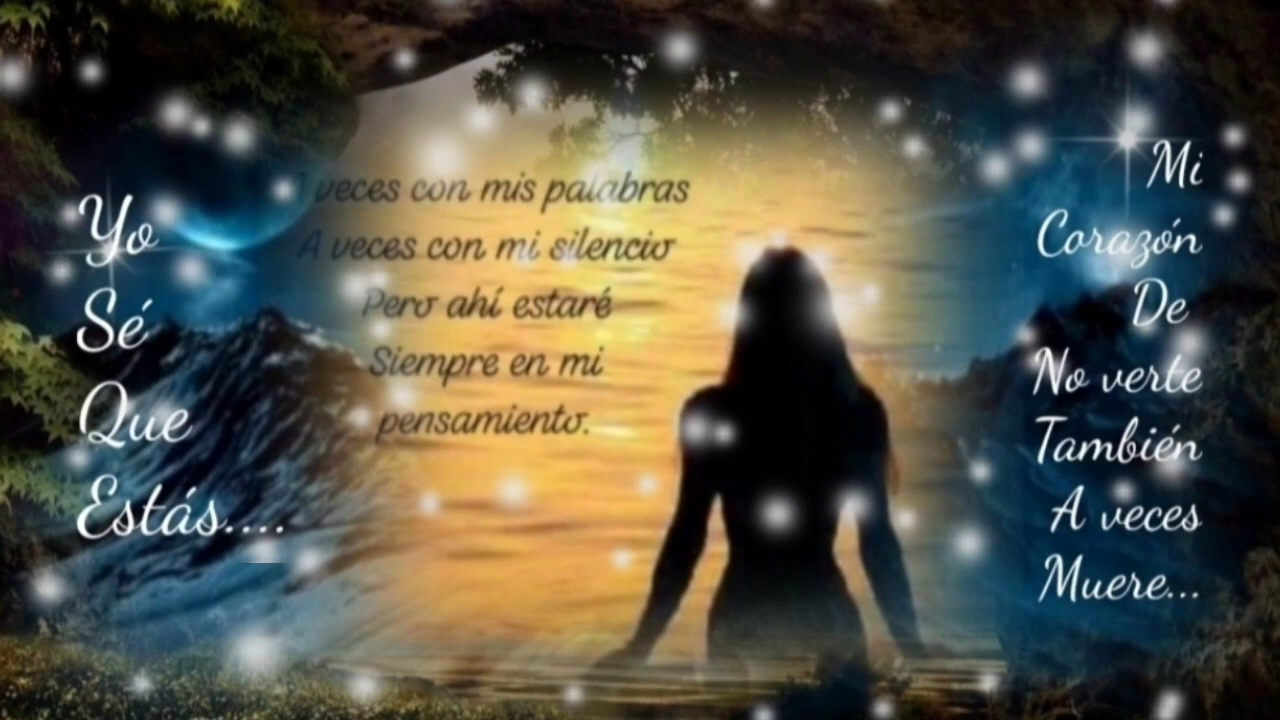 Yo
Sé
Que
Estás....
A veces con mis palabras
A veces con mi silencio
Pero ahí estaré
Siempre en mi
pensamiento.
Mi
Corazón
De
No verte
También
A veces
Muere...